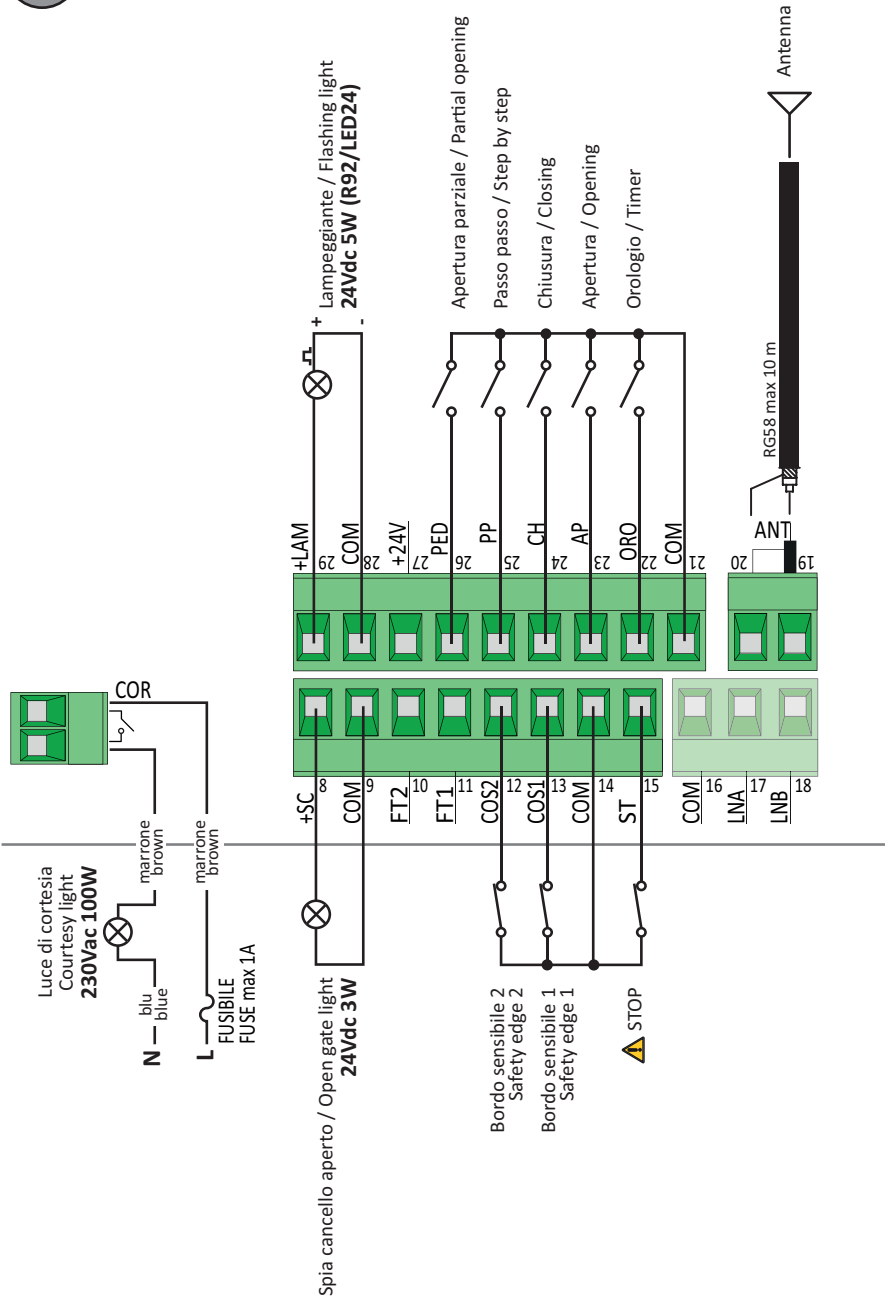 Luce di cortesia
Courtesy light
230Vac 100W
N
blu
blue
marrone
brown
L
FUSIBILE
FUSE max 1A
marrone
brown
COR
Spia cancello aperto / Open gate light
24Vdc 3W
Bordo sensibile 2
Safety edge 2
Bordo sensibile 1
Safety edge 1
STOP
+SC
8
COM
9
FT2
10
FT1
11
COS2
12
COS1
13
COM
14
ST
15
COM
16
LNA
17
LNB
18
+LAM
29
COM
28
+24V
27
PED
26
PP
25
CH
24
AP
23
ORO
22
COM
21
20
ANT
19
+
-
Lampeggiante / Flashing light
24Vdc 5W (R92/LED24)
Apertura parziale / Partial opening
Passo passo / Step by step
Chiusura / Closing
Apertura / Opening
Orologio / Timer
RG58 max 10 m
Antenna